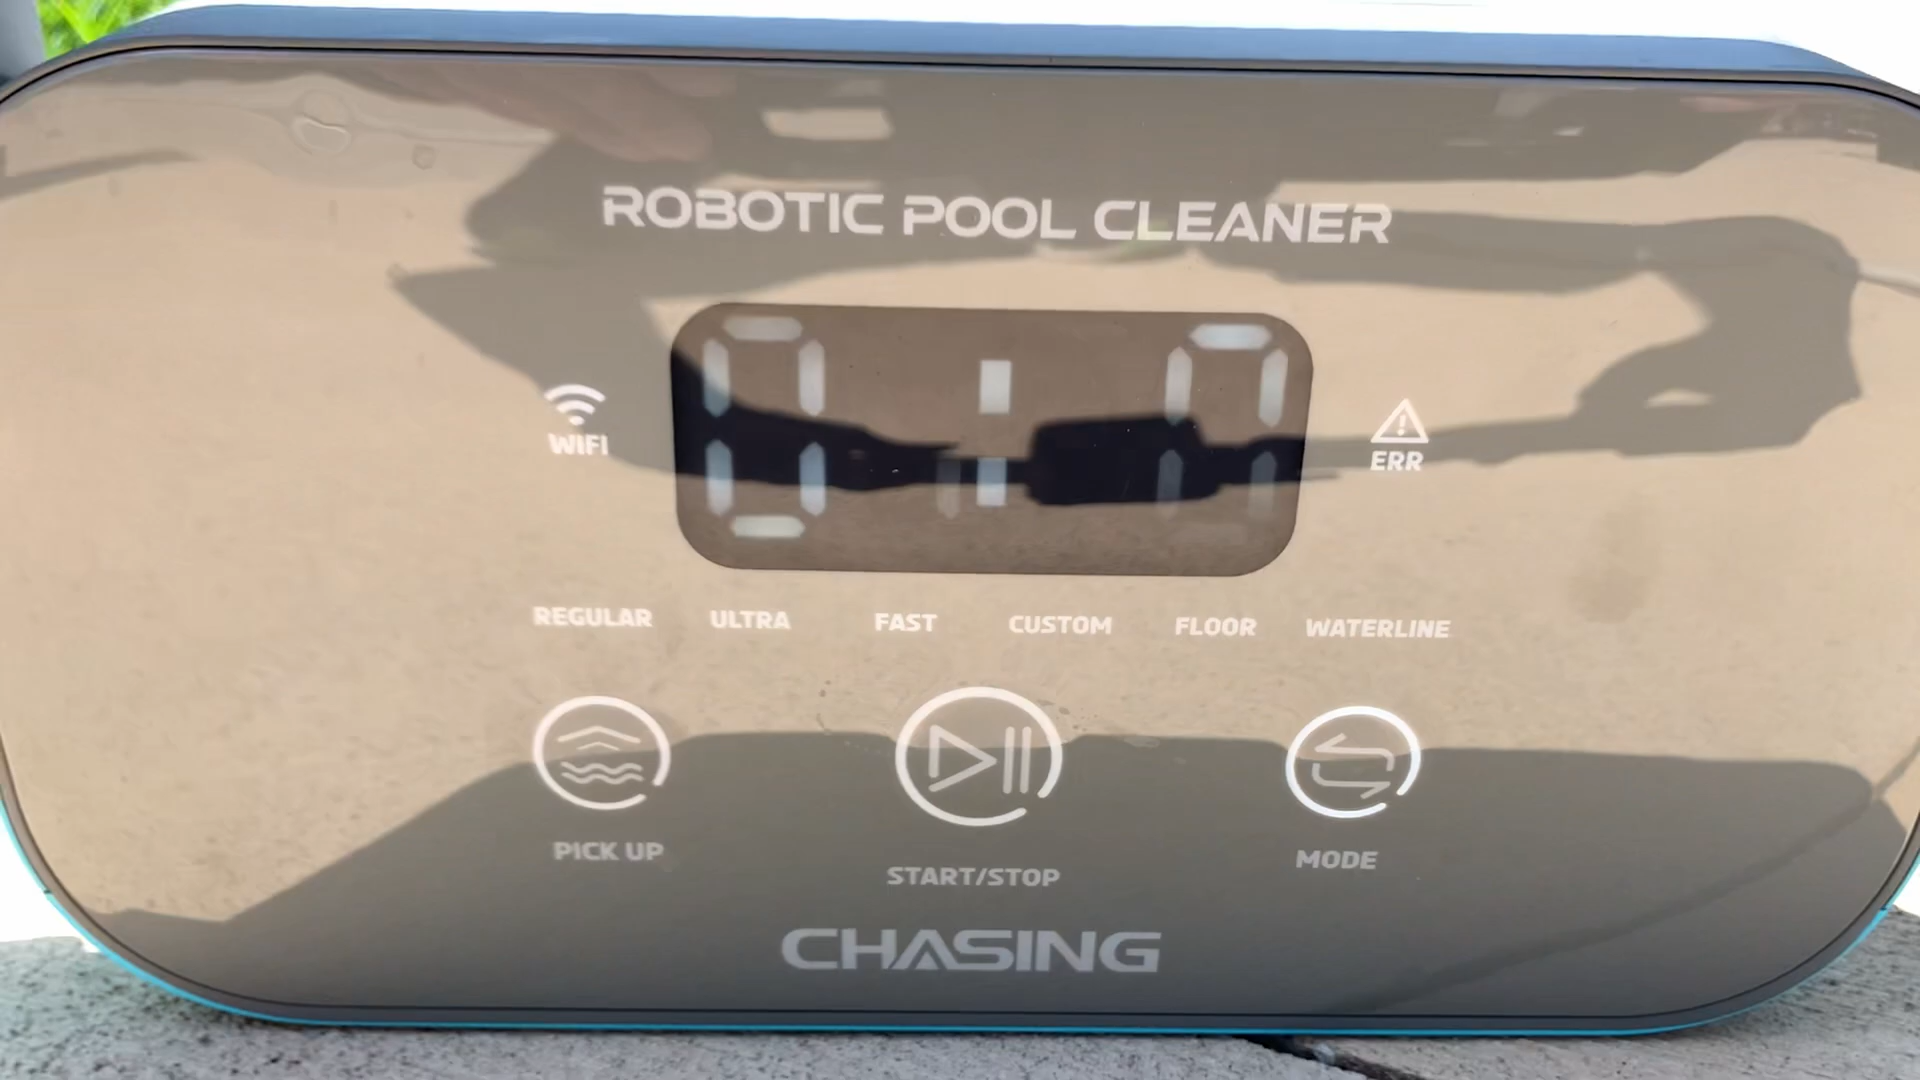 ROBOTIC POOL CLEANER
WIFI
ERR
REGULAR ULTRA FAST CUSTOM FLOOR WATERLINE
PICK UP
START/STOP
MODE
CHASING